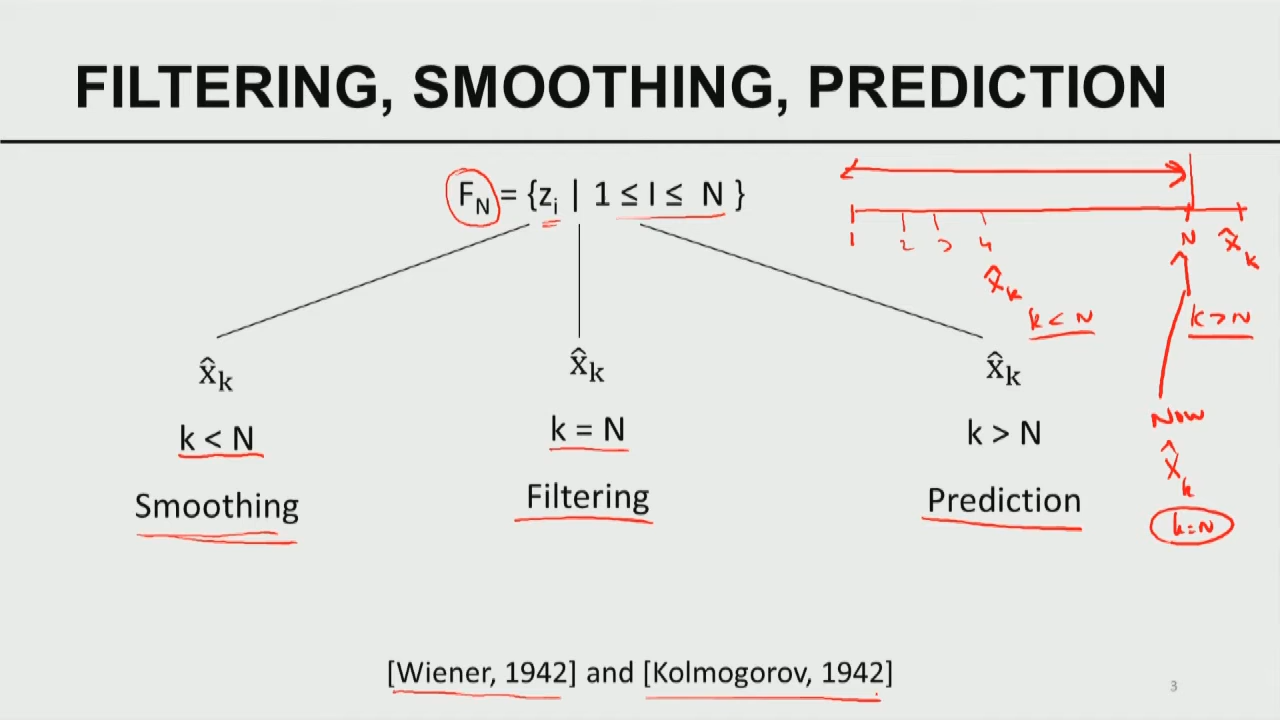 FILTERING, SMOOTHING, PREDICTION
F_N = {z_i | 1 ≤ I ≤ N }
1 2 3 4 N x̂_k
x̂_k
k < N k > N
x̂_k x̂_k x̂_k
k < N k = N k > N
Now
x̂_k
Smoothing Filtering Prediction
k=N
[Wiener, 1942] and [Kolmogorov, 1942]
3